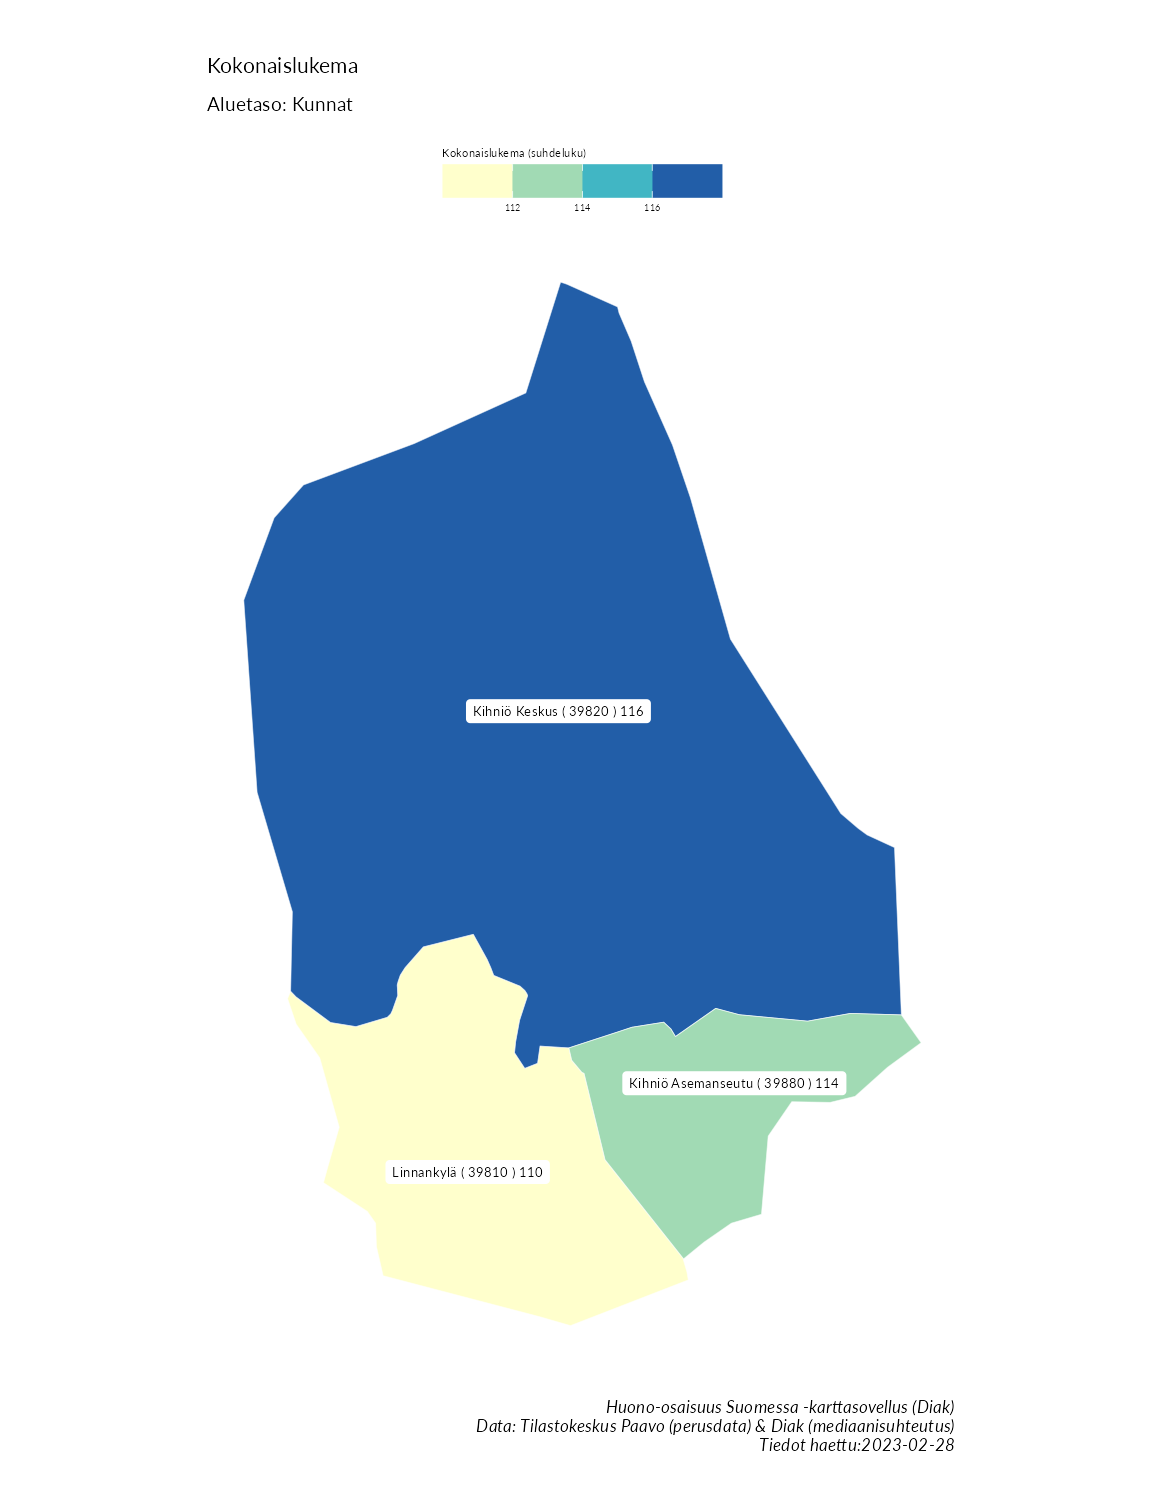 Kokonaislukema
Aluetaso: Kunnat
Kokonaislukema (suhdeluku)
112 114 116
Kihniö Keskus ( 39820 ) 116
Kihniö Asemanseutu ( 39880 ) 114
Linnankylä ( 39810 ) 110
Huono-osaisuus Suomessa -karttasovellus (Diak)
Data: Tilastokeskus Paavo (perusdata) & Diak (mediaanisuhteutus)
Tiedot haettu:2023-02-28